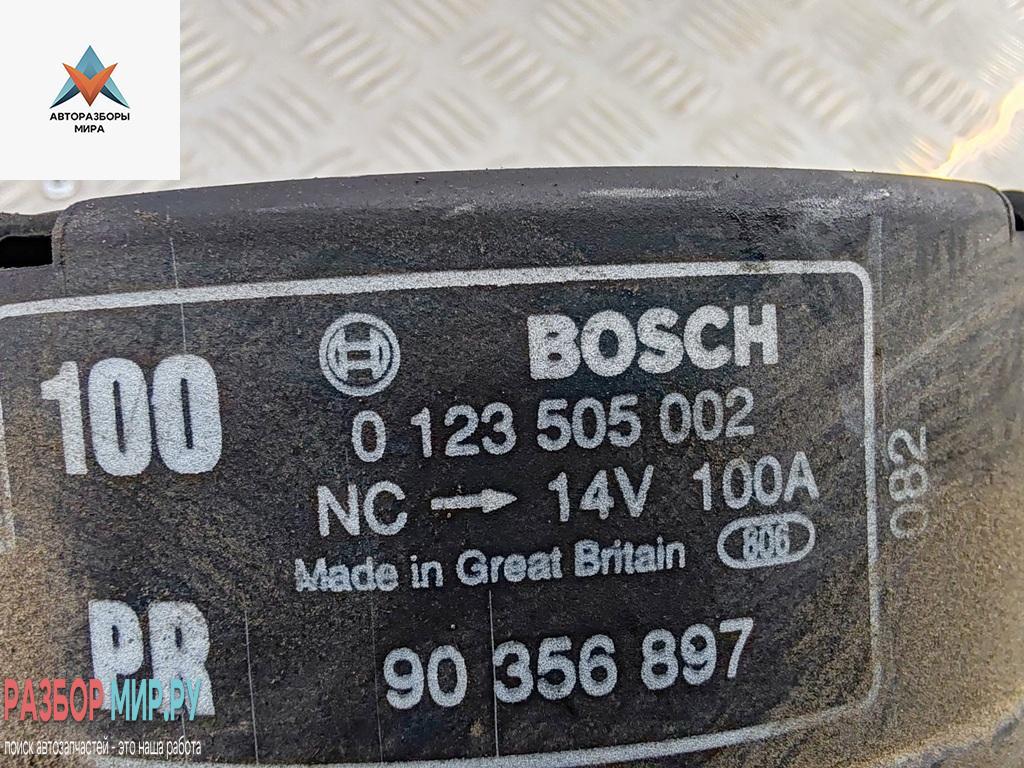 АВТОРАЗБОРЫ
МИРА
100
BOSCH
0 123 505 002
NC → 14V 100A
Made in Great Britain 806
082
PR
90 356 897
РАЗБОР МИР.РУ
поиск автозапчастей - это наша работа